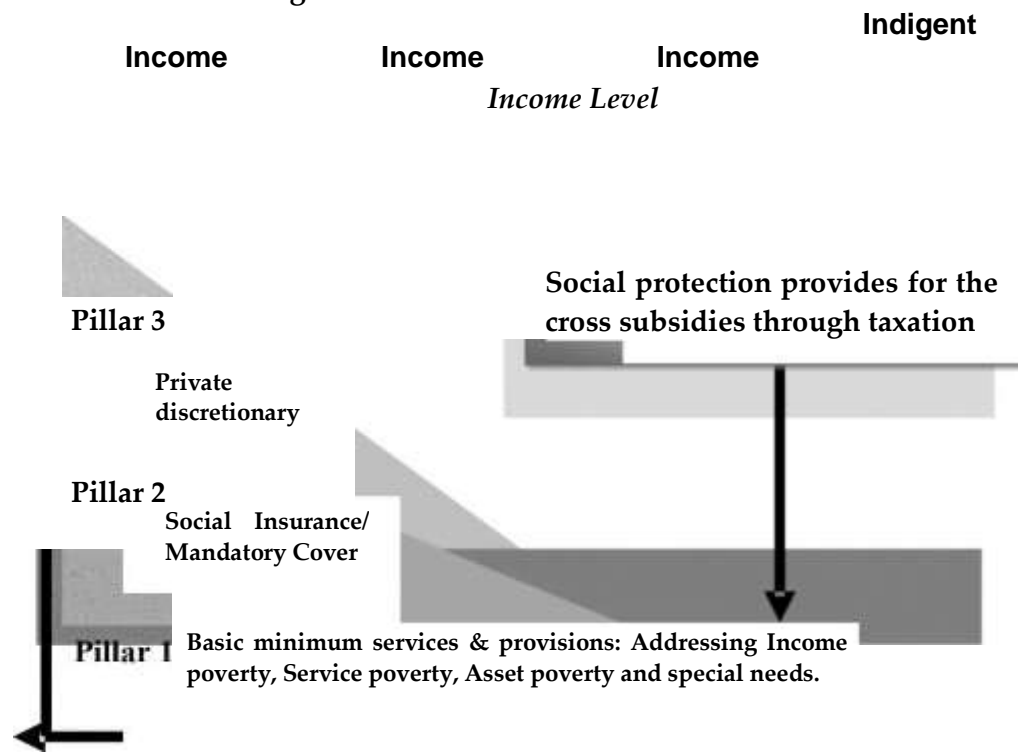 Indigent
Income Income Income
Income Level
Social protection provides for the
cross subsidies through taxation
Pillar 3
Private
discretionary
Pillar 2
Social Insurance/
Mandatory Cover
Pillar 1
Basic minimum services & provisions: Addressing Income
poverty, Service poverty, Asset poverty and special needs.